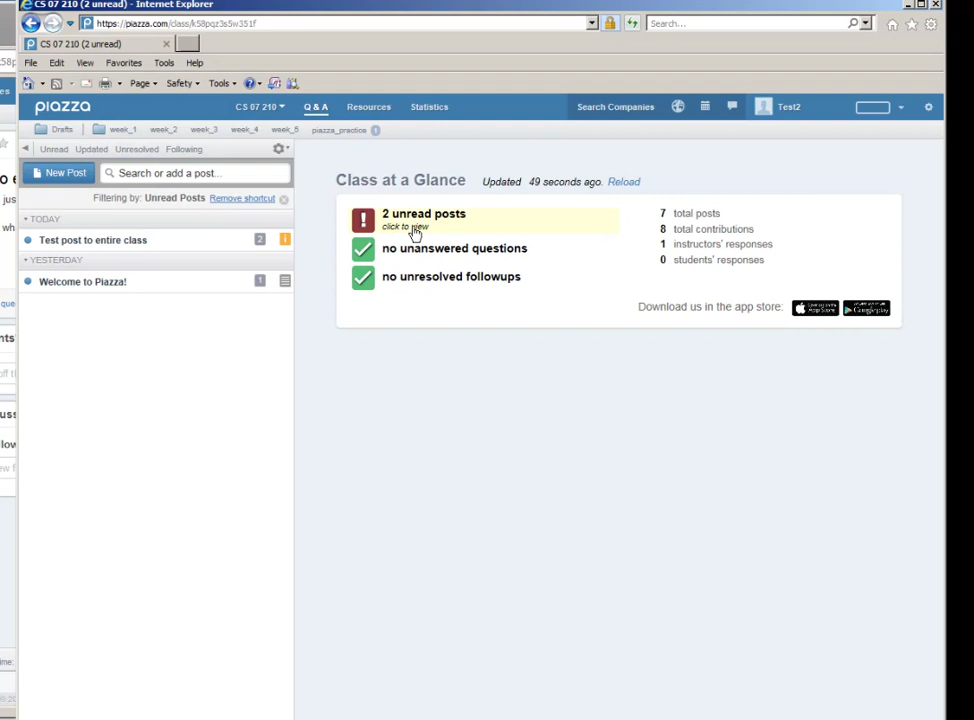 CS 07 210 (2 unread) - Internet Explorer
https://piazza.com/class/k58pqz3s5w351f
Search...
CS 07 210 (2 unread)
File Edit View Favorites Tools Help
Page Safety Tools
piazza CS 07 210 Q & A Resources Statistics Search Companies Test2
Drafts week_1 week_2 week_3 week_4 week_5 piazza_practice 1
Unread Updated Unresolved Following
New Post Search or add a post...
Filtering by: Unread Posts Remove shortcut
TODAY
Test post to entire class 2 i
YESTERDAY
Welcome to Piazza! 1
Class at a Glance Updated 49 seconds ago. Reload
! 2 unread posts
click to view
no unanswered questions
no unresolved followups
7 total posts
8 total contributions
1 instructors' responses
0 students' responses
Download us in the app store: App Store Google play